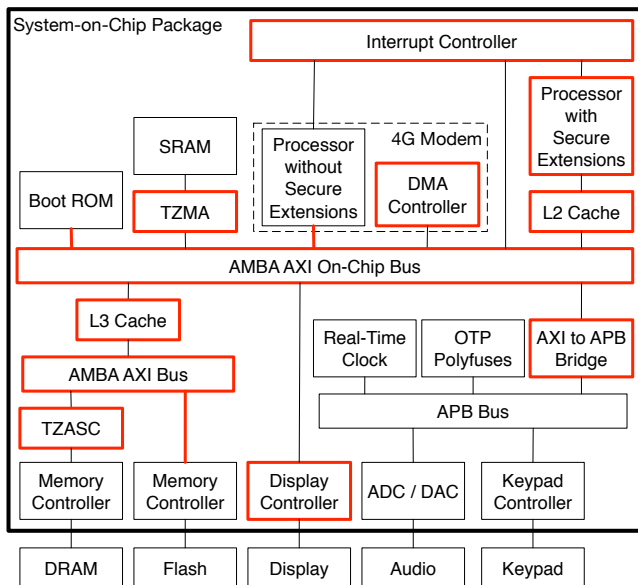 System-on-Chip Package
Interrupt Controller
Processor
with
Secure
Extensions
4G Modem
SRAM
Processor
without
Secure
Extensions
DMA
Controller
Boot ROM
TZMA
L2 Cache
AMBA AXI On-Chip Bus
L3 Cache
Real-Time
Clock
OTP
Polyfuses
AXI to APB
Bridge
AMBA AXI Bus
APB Bus
TZASC
Memory
Controller
Memory
Controller
Display
Controller
ADC / DAC
Keypad
Controller
DRAM
Flash
Display
Audio
Keypad